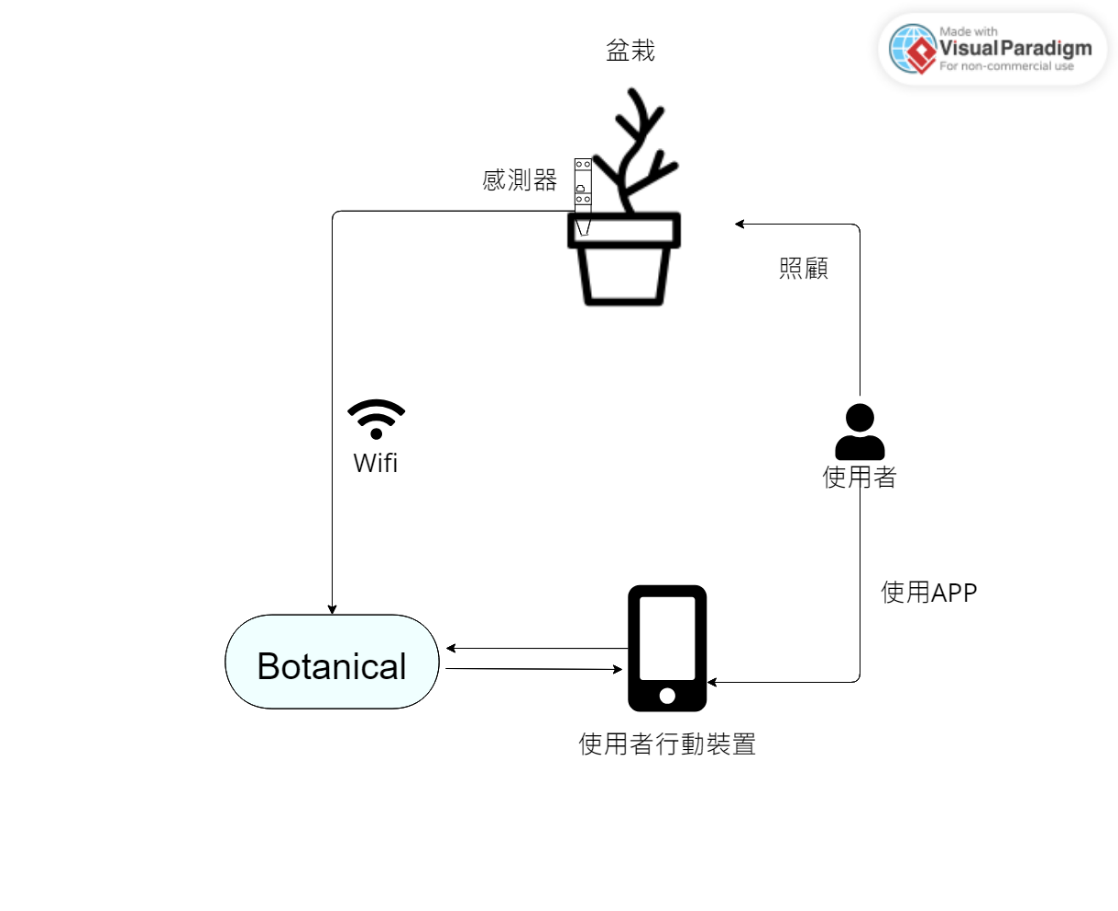 Made with
Visual Paradigm
For non-commercial use
盆栽
感測器
照顧
Wifi
使用者
使用APP
Botanical
使用者行動裝置